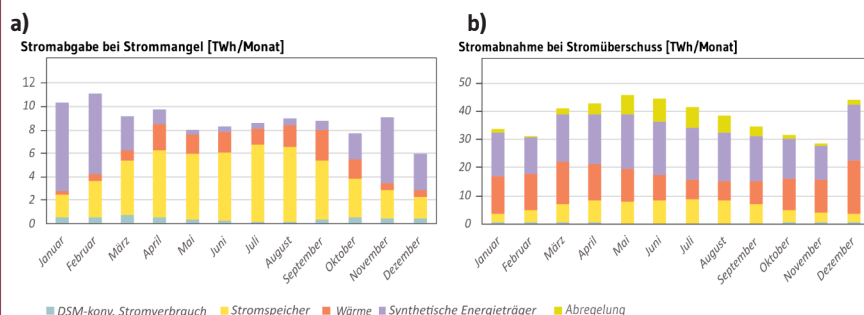 a)
Stromabgabe bei Strommangel [TWh/Monat]
12
10
8
6
4
2
0
Januar
Februar
März
April
Mai
Juni
Juli
August
September
Oktober
November
Dezember
b)
Stromabnahme bei Stromüberschuss [TWh/Monat]
50
40
30
20
10
0
Januar
Februar
März
April
Mai
Juni
Juli
August
September
Oktober
November
Dezember
DSM-konv. Stromverbrauch Stromspeicher Wärme Synthetische Energieträger Abregelung